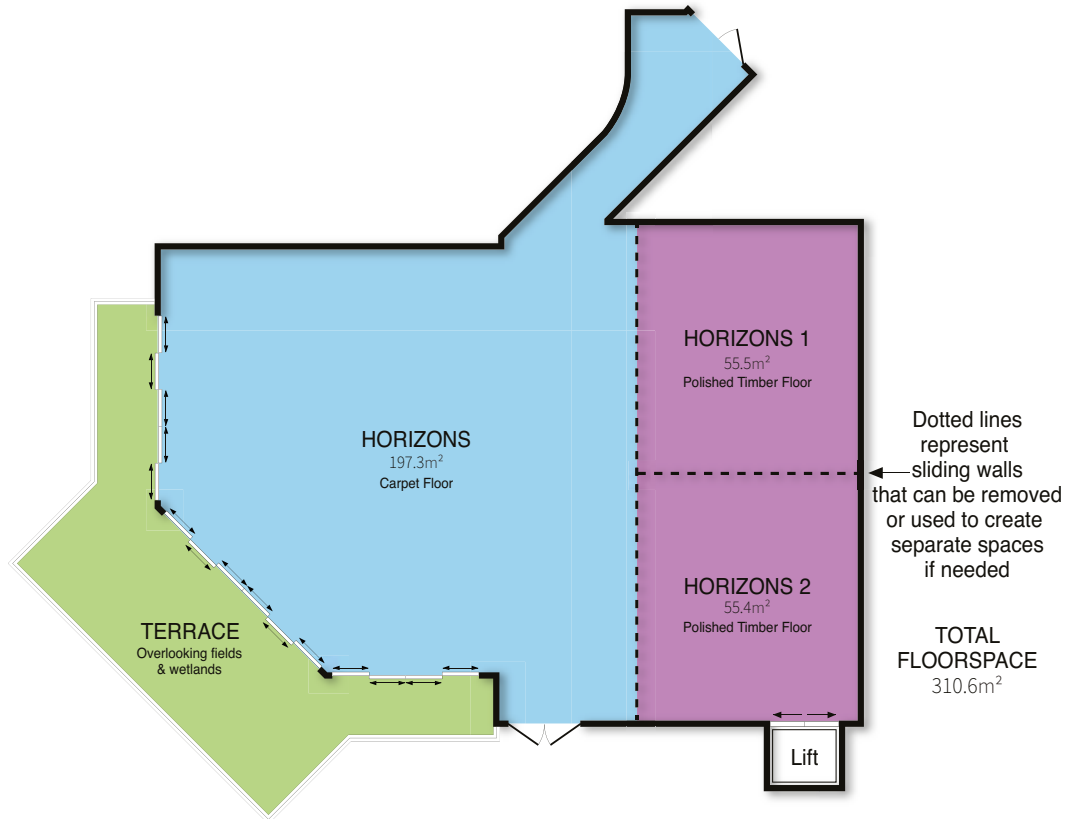 HORIZONS 1
55.5m²
Polished Timber Floor
HORIZONS
197.3m²
Carpet Floor
Dotted lines
represent
sliding walls
that can be removed
or used to create
separate spaces
if needed
HORIZONS 2
55.4m²
Polished Timber Floor
TERRACE
Overlooking fields
& wetlands
TOTAL
FLOORSPACE
310.6m²
Lift